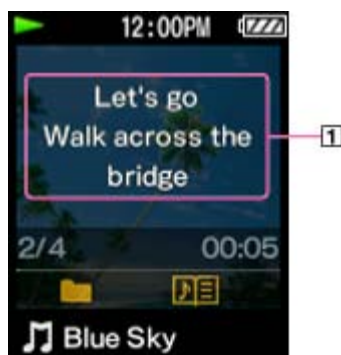 12:00PM
Let's go
Walk across the
bridge
1
2/4 00:05
Blue Sky